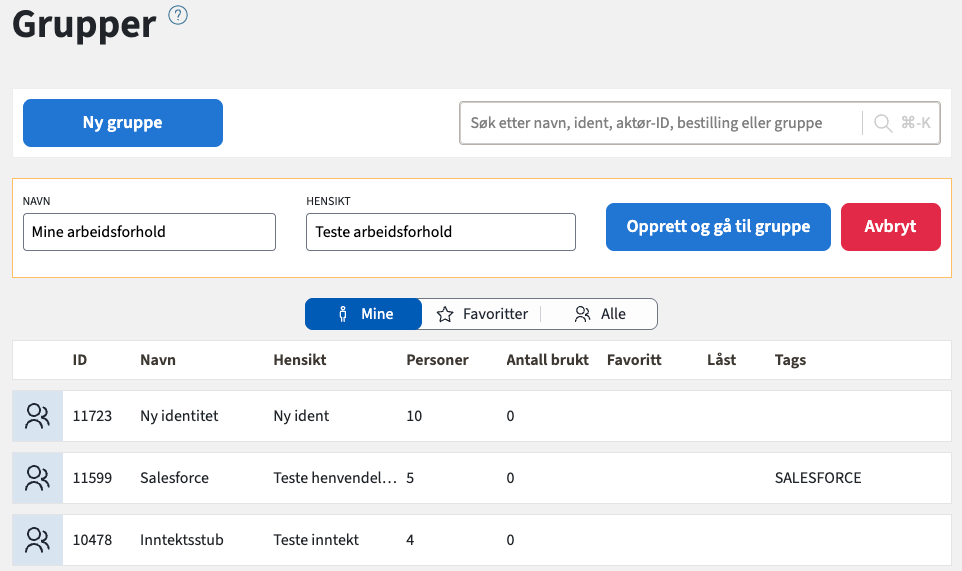 Grupper ?
Ny gruppe
Søk etter navn, ident, aktør-ID, bestilling eller gruppe ⌘-K
NAVN HENSIKT
Mine arbeidsforhold Teste arbeidsforhold Opprett og gå til gruppe Avbryt
Mine Favoritter Alle
ID Navn Hensikt Personer Antall brukt Favoritt Låst Tags
11723 Ny identitet Ny ident 10 0
11599 Salesforce Teste henvendel... 5 0 SALESFORCE
10478 Inntektsstub Teste inntekt 4 0